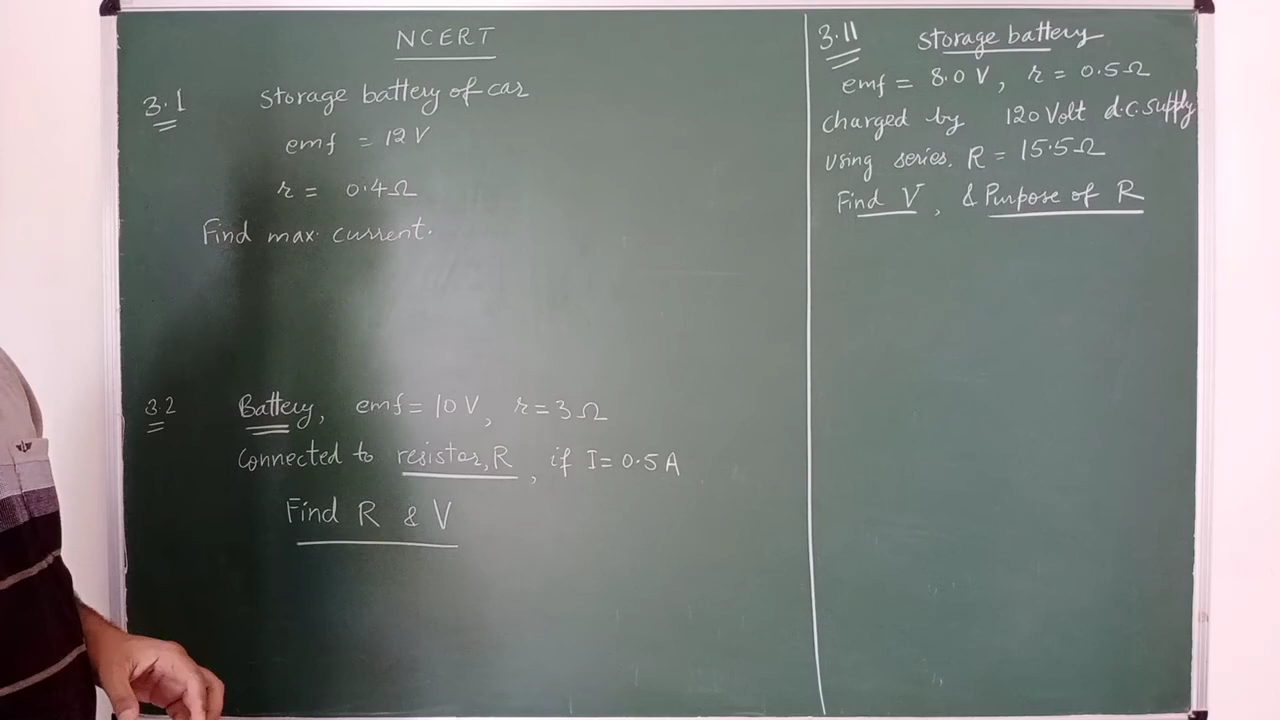 NCERT
3.1 Storage battery of car
emf = 12 V
r = 0.4 Ω
Find max. current.
3.2 Battery, emf = 10 V, r = 3 Ω
Connected to resistor, R, if I = 0.5 A
Find R & V
3.11 Storage battery
emf = 8.0 V, r = 0.5 Ω
charged by 120 Volt d.c. supply
using series. R = 15.5 Ω
Find V, & Purpose of R